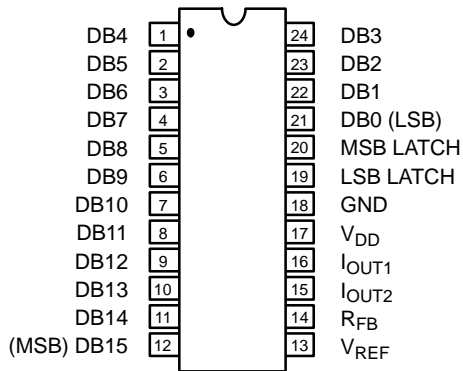 DB4 1 24 DB3
DB5 2 23 DB2
DB6 3 22 DB1
DB7 4 21 DB0 (LSB)
DB8 5 20 MSB LATCH
DB9 6 19 LSB LATCH
DB10 7 18 GND
DB11 8 17 VDD
DB12 9 16 IOUT1
DB13 10 15 IOUT2
DB14 11 14 RFB
(MSB) DB15 12 13 VREF